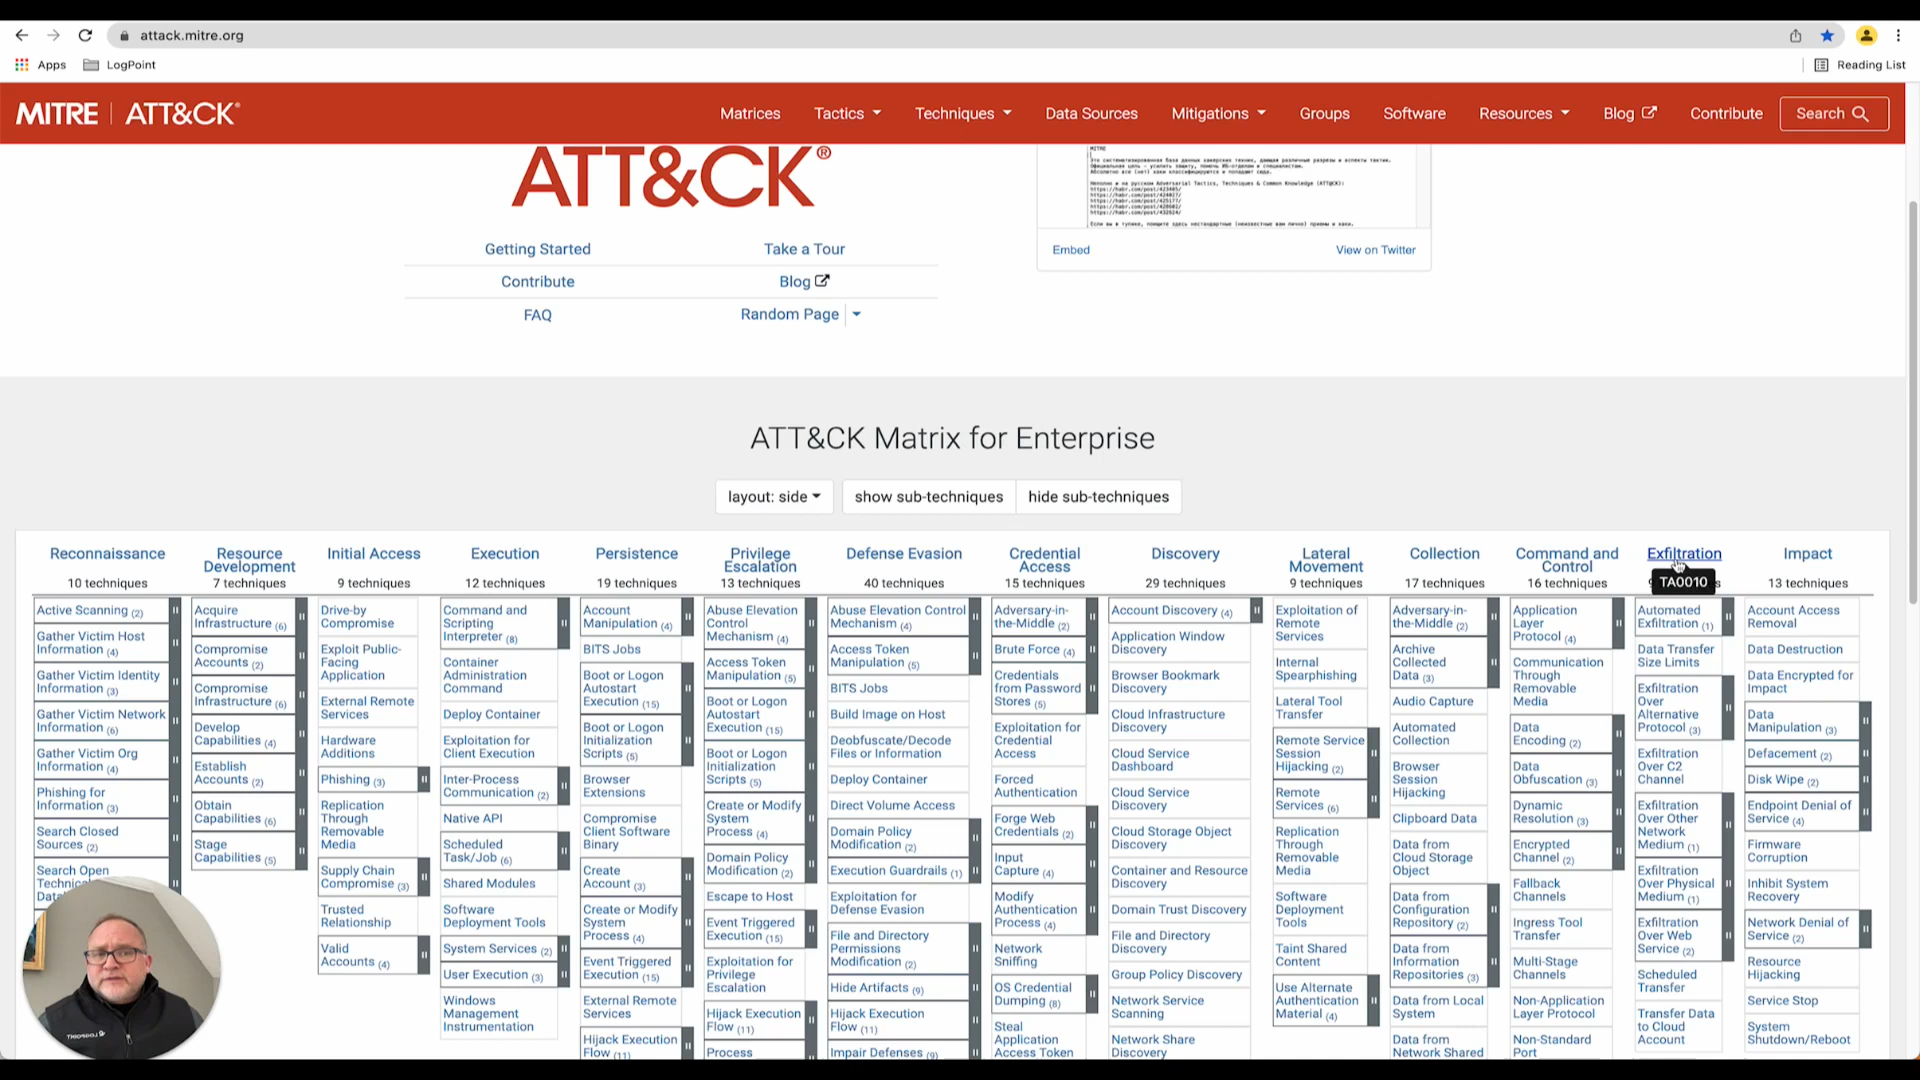 attack.mitre.org
Apps
LogPoint
Reading List
MITRE | ATT&CK®
Matrices
Tactics
Techniques
Data Sources
Mitigations
Groups
Software
Resources
Blog
Contribute
Search
ATT&CK®
Getting Started
Take a Tour
Contribute
Blog
FAQ
Random Page
MITRE
Embed
View on Twitter
ATT&CK Matrix for Enterprise
layout: side
show sub-techniques
hide sub-techniques
Reconnaissance
10 techniques
Active Scanning (2)
Gather Victim Host
Information (4)
Gather Victim Identity
Information (3)
Gather Victim Network
Information (6)
Gather Victim Org
Information (4)
Phishing for
Information (3)
Search Closed
Sources (2)
Search Open
Resource
Development
7 techniques
Acquire
Infrastructure (6)
Compromise
Accounts (2)
Compromise
Infrastructure (6)
Develop
Capabilities (4)
Establish
Accounts (2)
Obtain
Capabilities (6)
Stage
Capabilities (5)
Initial Access
9 techniques
Drive-by
Compromise
Exploit Public-
Facing
Application
External Remote
Services
Hardware
Additions
Phishing (3)
Replication
Through
Removable
Media
Supply Chain
Compromise (3)
Trusted
Relationship
Valid
Accounts (4)
Execution
12 techniques
Command and
Scripting
Interpreter (8)
Container
Administration
Command
Deploy Container
Exploitation for
Client Execution
Inter-Process
Communication (2)
Native API
Scheduled
Task/Job (6)
Shared Modules
Software
Deployment Tools
System Services (2)
User Execution (3)
Windows
Management
Instrumentation
Persistence
19 techniques
Account
Manipulation (4)
BITS Jobs
Boot or Logon
Autostart
Execution (15)
Boot or Logon
Initialization
Scripts (5)
Browser
Extensions
Compromise
Client Software
Binary
Create
Account (3)
Create or Modify
System
Process (4)
Event Triggered
Execution (15)
External Remote
Services
Hijack Execution
Flow (11)
Privilege
Escalation
13 techniques
Abuse Elevation
Control
Mechanism (4)
Access Token
Manipulation (5)
Boot or Logon
Autostart
Execution (15)
Boot or Logon
Initialization
Scripts (5)
Create or Modify
System
Process (4)
Domain Policy
Modification (2)
Escape to Host
Event Triggered
Execution (15)
Exploitation for
Privilege
Escalation
Hijack Execution
Flow (11)
Process
Defense Evasion
40 techniques
Abuse Elevation Control
Mechanism (4)
Access Token
Manipulation (5)
BITS Jobs
Build Image on Host
Deobfuscate/Decode
Files or Information
Deploy Container
Direct Volume Access
Domain Policy
Modification (2)
Execution Guardrails (1)
Exploitation for
Defense Evasion
File and Directory
Permissions
Modification (2)
Hide Artifacts (9)
Hijack Execution
Flow (11)
Impair Defenses (9)
Credential
Access
15 techniques
Adversary-in-
the-Middle (2)
Brute Force (4)
Credentials
from Password
Stores (5)
Exploitation for
Credential
Access
Forced
Authentication
Forge Web
Credentials (2)
Input
Capture (4)
Modify
Authentication
Process (4)
Network
Sniffing
OS Credential
Dumping (8)
Steal
Application
Access Token
Discovery
29 techniques
Account Discovery (4)
Application Window
Discovery
Browser Bookmark
Discovery
Cloud Infrastructure
Discovery
Cloud Service
Dashboard
Cloud Service
Discovery
Cloud Storage Object
Discovery
Container and Resource
Discovery
Domain Trust Discovery
File and Directory
Discovery
Group Policy Discovery
Network Service
Scanning
Network Share
Discovery
Lateral
Movement
9 techniques
Exploitation of
Remote
Services
Internal
Spearphishing
Lateral Tool
Transfer
Remote Service
Session
Hijacking (2)
Remote
Services (6)
Replication
Through
Removable
Media
Software
Deployment
Tools
Taint Shared
Content
Use Alternate
Authentication
Material (4)
Collection
17 techniques
Adversary-in-
the-Middle (2)
Archive
Collected
Data (3)
Audio Capture
Automated
Collection
Browser
Session
Hijacking
Clipboard Data
Data from
Cloud Storage
Object
Data from
Configuration
Repository (2)
Data from
Information
Repositories (3)
Data from Local
System
Data from
Network Shared
Command and
Control
16 techniques
Application
Layer
Protocol (4)
Communication
Through
Removable
Media
Data
Encoding (2)
Data
Obfuscation (3)
Dynamic
Resolution (3)
Encrypted
Channel (2)
Fallback
Channels
Ingress Tool
Transfer
Multi-Stage
Channels
Non-Application
Layer Protocol
Non-Standard
Port
Exfiltration
TA0010
Automated
Exfiltration (1)
Data Transfer
Size Limits
Exfiltration
Over
Alternative
Protocol (3)
Exfiltration
Over C2
Channel
Exfiltration
Over Other
Network
Medium (1)
Exfiltration
Over Physical
Medium (1)
Exfiltration
Over Web
Service (2)
Scheduled
Transfer
Transfer Data
to Cloud
Account
Impact
13 techniques
Account Access
Removal
Data Destruction
Data Encrypted for
Impact
Data
Manipulation (3)
Defacement (2)
Disk Wipe (2)
Endpoint Denial of
Service (4)
Firmware
Corruption
Inhibit System
Recovery
Network Denial of
Service (2)
Resource
Hijacking
Service Stop
System
Shutdown/Reboot